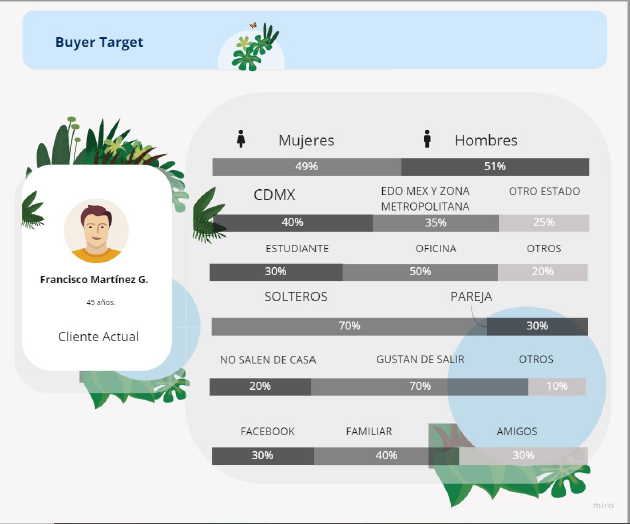 Buyer Target
Mujeres
Hombres
49%
51%
CDMX
EDO MEX Y ZONA
METROPOLITANA
OTRO ESTADO
40%
35%
25%
ESTUDIANTE
OFICINA
OTROS
30%
50%
20%
SOLTEROS
PAREJA
70%
30%
NO SALEN DE CASA
GUSTAN DE SALIR
OTROS
20%
70%
10%
FACEBOOK
FAMILIAR
AMIGOS
30%
40%
30%
Francisco Martínez G.
45 años.
Cliente Actual
miro